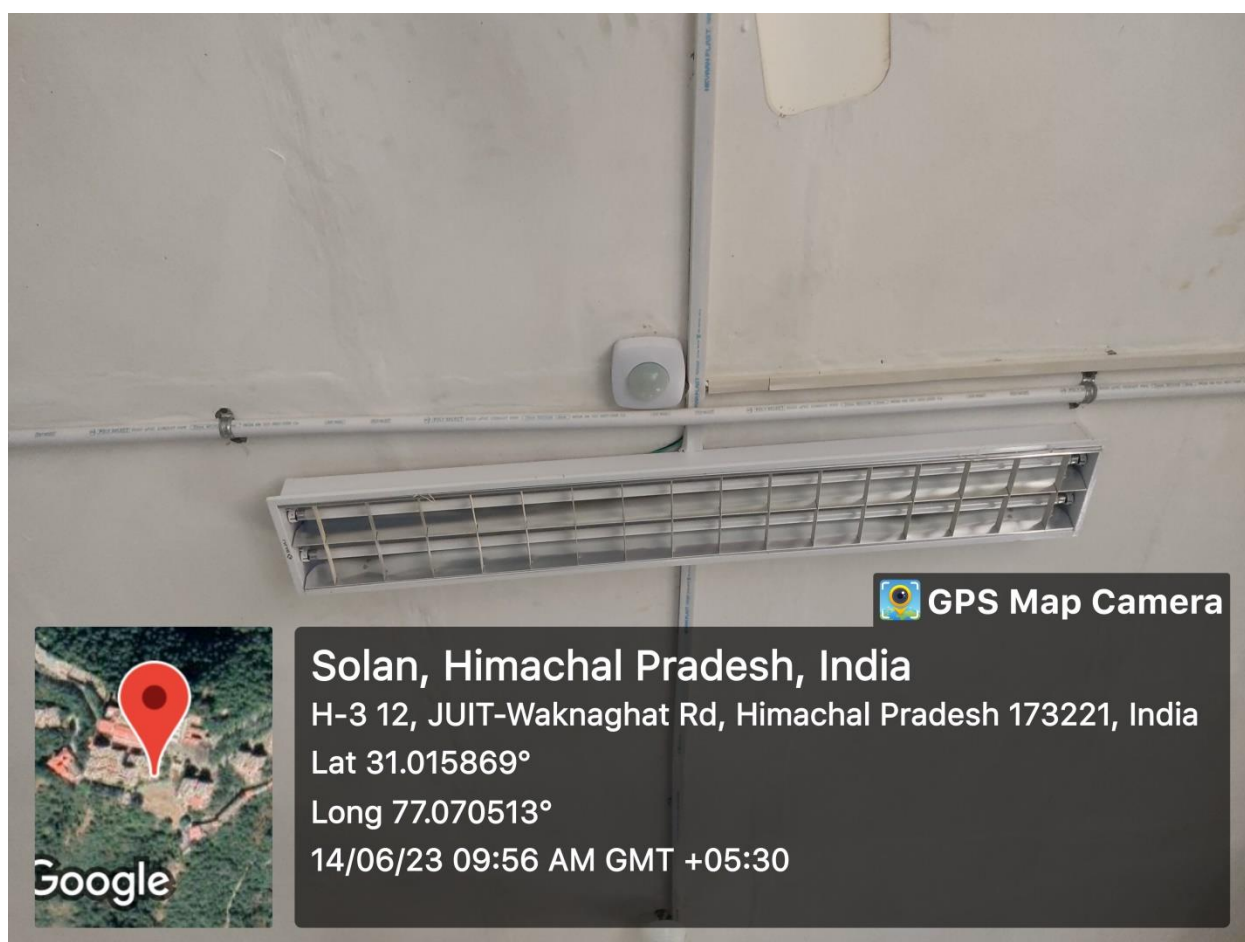 GPS Map Camera
Solan, Himachal Pradesh, India
H-3 12, JUIT-Waknaghat Rd, Himachal Pradesh 173221, India
Lat 31.015869°
Long 77.070513°
14/06/23 09:56 AM GMT +05:30
Google